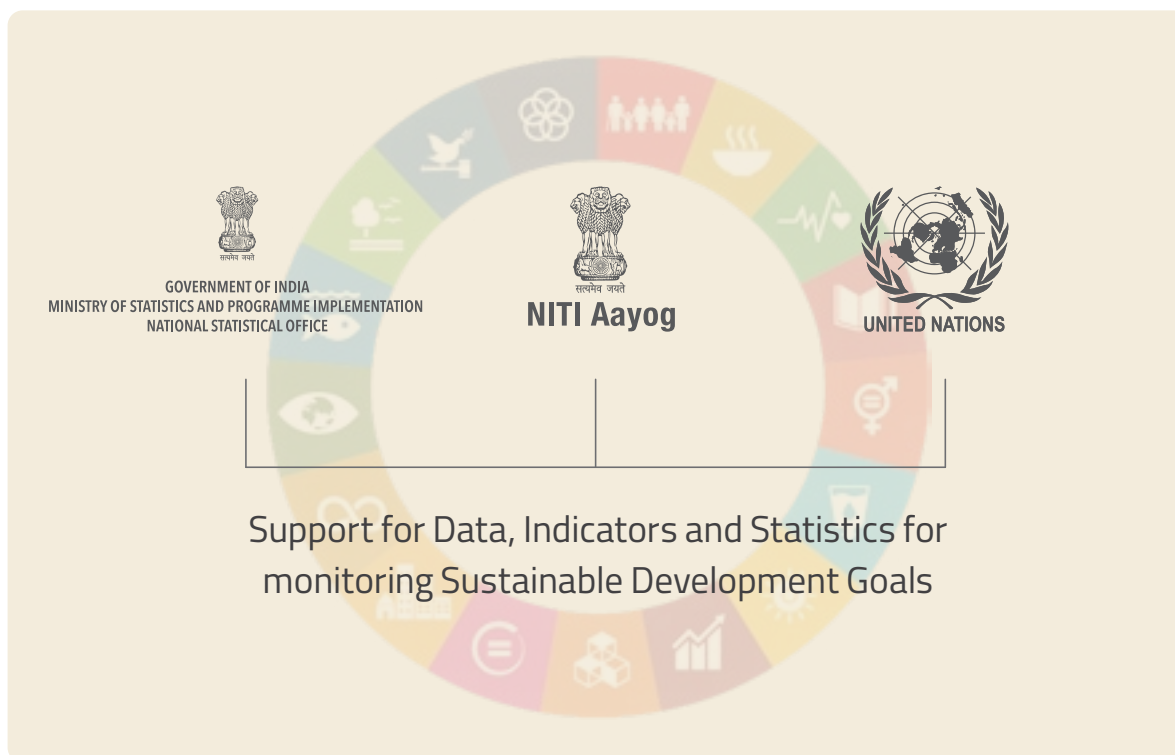 सत्यमेव जयते
GOVERNMENT OF INDIA
MINISTRY OF STATISTICS AND PROGRAMME IMPLEMENTATION
NATIONAL STATISTICAL OFFICE
सत्यमेव जयते
NITI Aayog
UNITED NATIONS
Support for Data, Indicators and Statistics for
monitoring Sustainable Development Goals